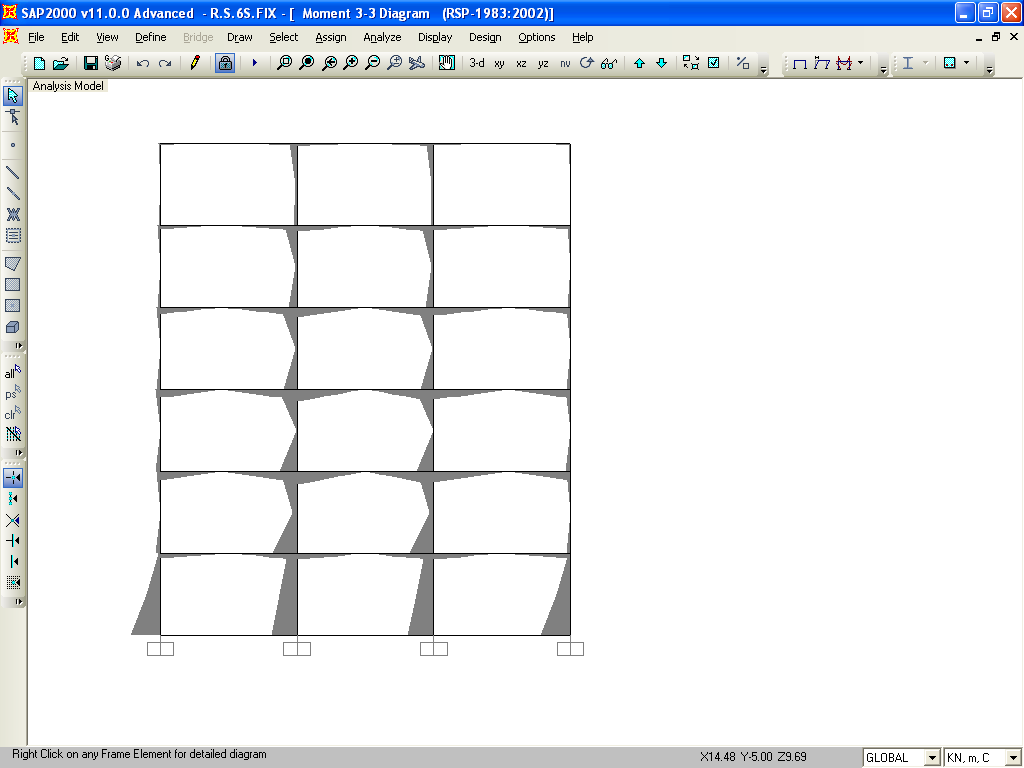 SAP2000 v11.0.0 Advanced - R.S.6S.FIX - [ Moment 3-3 Diagram (RSP-1983:2002)]
File Edit View Define Bridge Draw Select Assign Analyze Display Design Options Help
3-d xy xz yz nv
Analysis Model
all
ps
clr
Right Click on any Frame Element for detailed diagram
X14.48 Y-5.00 Z9.69
GLOBAL
KN, m, C